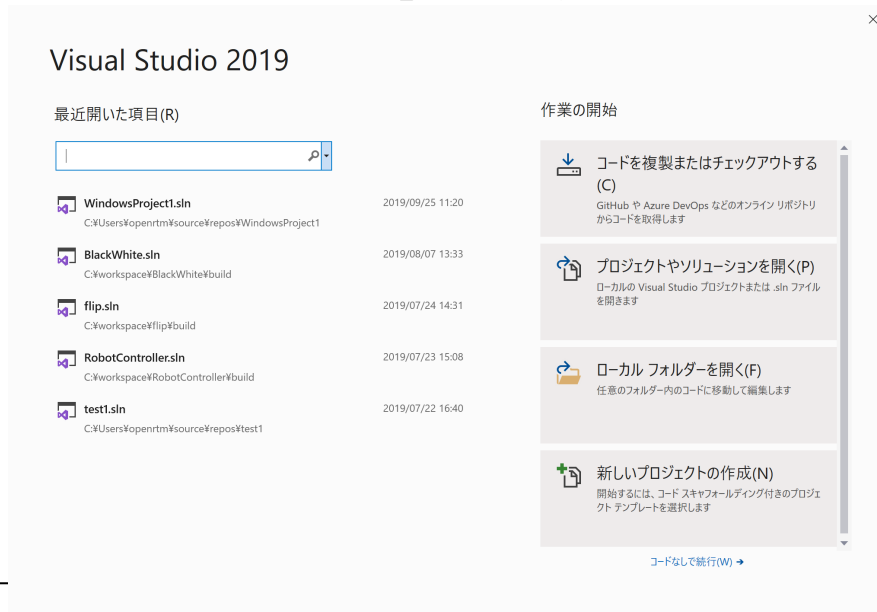 Visual Studio 2019
最近開いた項目(R)
WindowsProject1.sln 2019/09/25 11:20
C:¥Users¥openrtm¥source¥repos¥WindowsProject1
BlackWhite.sln 2019/08/07 13:33
C:¥workspace¥BlackWhite¥build
flip.sln 2019/07/24 14:31
C:¥workspace¥flip¥build
RobotController.sln 2019/07/23 15:08
C:¥workspace¥RobotController¥build
test1.sln 2019/07/22 16:40
C:¥Users¥openrtm¥source¥repos¥test1
作業の開始
コードを複製またはチェックアウトする
(C)
GitHub や Azure DevOps などのオンライン リポジトリ
からコードを取得します
プロジェクトやソリューションを開く(P)
ローカルの Visual Studio プロジェクトまたは .sln ファイル
を開きます
ローカル フォルダーを開く(F)
任意のフォルダー内のコードに移動して編集します
新しいプロジェクトの作成(N)
開始するには、コード スキャフォールディング付きのプロジェ
クト テンプレートを選択します
コードなしで続行(W) →